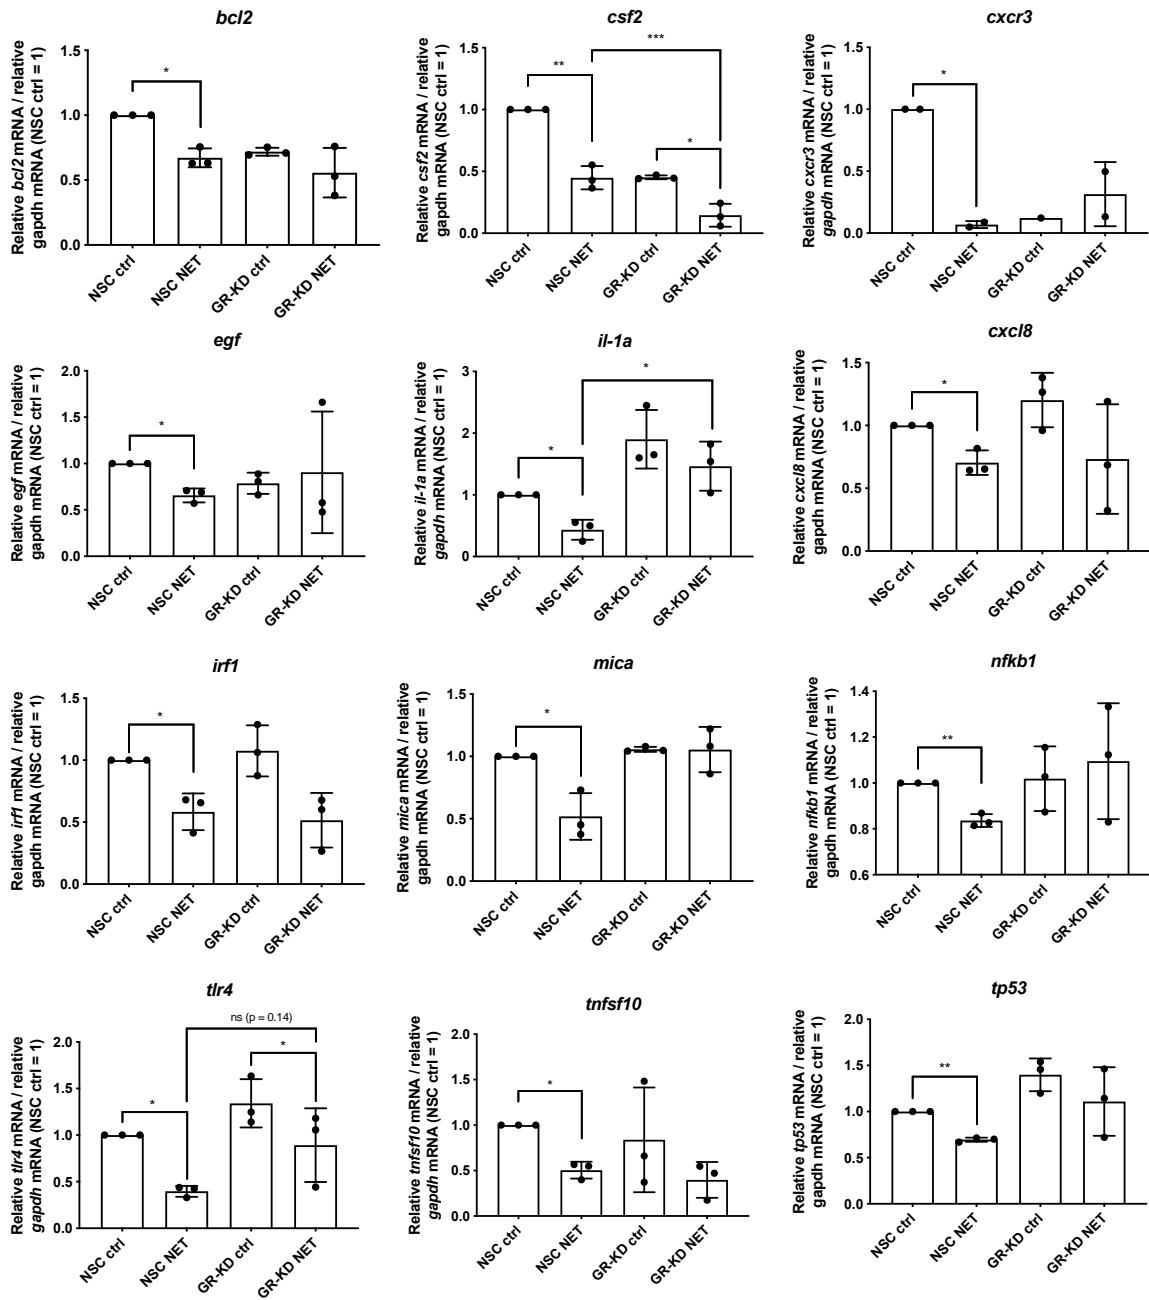 bcl2
Relative bcl2 mRNA / relative
gapdh mRNA (NSC ctrl = 1)
1.5
1.0
0.5
0.0
*
NSC ctrl
NSC NET
GR-KD ctrl
GR-KD NET
csf2
Relative csf2 mRNA / relative
gapdh mRNA (NSC ctrl = 1)
1.5
1.0
0.5
0.0
**
***
*
NSC ctrl
NSC NET
GR-KD ctrl
GR-KD NET
cxcr3
Relative cxcr3 mRNA / relative
gapdh mRNA (NSC ctrl = 1)
1.5
1.0
0.5
0.0
*
NSC ctrl
NSC NET
GR-KD ctrl
GR-KD NET
egf
Relative egf mRNA / relative
gapdh mRNA (NSC ctrl = 1)
2.0
1.5
1.0
0.5
0.0
*
NSC ctrl
NSC NET
GR-KD ctrl
GR-KD NET
il-1a
Relative il-1a mRNA / relative
gapdh mRNA (NSC ctrl = 1)
3
2
1
0
*
*
NSC ctrl
NSC NET
GR-KD ctrl
GR-KD NET
cxcl8
Relative cxcl8 mRNA / relative
gapdh mRNA (NSC ctrl = 1)
1.5
1.0
0.5
0.0
*
NSC ctrl
NSC NET
GR-KD ctrl
GR-KD NET
irf1
Relative irf1 mRNA / relative
gapdh mRNA (NSC ctrl = 1)
1.5
1.0
0.5
0.0
*
NSC ctrl
NSC NET
GR-KD ctrl
GR-KD NET
mica
Relative mica mRNA / relative
gapdh mRNA (NSC ctrl = 1)
1.5
1.0
0.5
0.0
*
NSC ctrl
NSC NET
GR-KD ctrl
GR-KD NET
nfkb1
Relative nfkb1 mRNA / relative
gapdh mRNA (NSC ctrl = 1)
1.4
1.2
1.0
0.8
0.6
**
NSC ctrl
NSC NET
GR-KD ctrl
GR-KD NET
tlr4
Relative tlr4 mRNA / relative
gapdh mRNA (NSC ctrl = 1)
2.0
1.5
1.0
0.5
0.0
ns (p = 0.14)
*
*
NSC ctrl
NSC NET
GR-KD ctrl
GR-KD NET
tnfsf10
Relative tnfsf10 mRNA / relative
gapdh mRNA (NSC ctrl = 1)
2.0
1.5
1.0
0.5
0.0
*
NSC ctrl
NSC NET
GR-KD ctrl
GR-KD NET
tp53
Relative tp53 mRNA / relative
gapdh mRNA (NSC ctrl = 1)
2.0
1.5
1.0
0.5
0.0
**
NSC ctrl
NSC NET
GR-KD ctrl
GR-KD NET